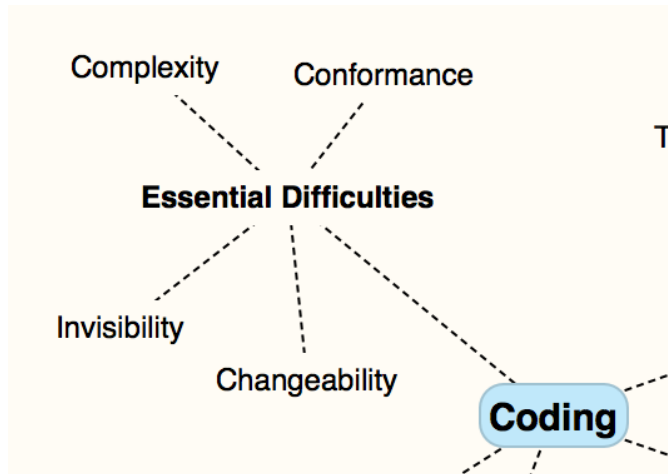 Complexity
Conformance
T
Essential Difficulties
Invisibility
Changeability
Coding